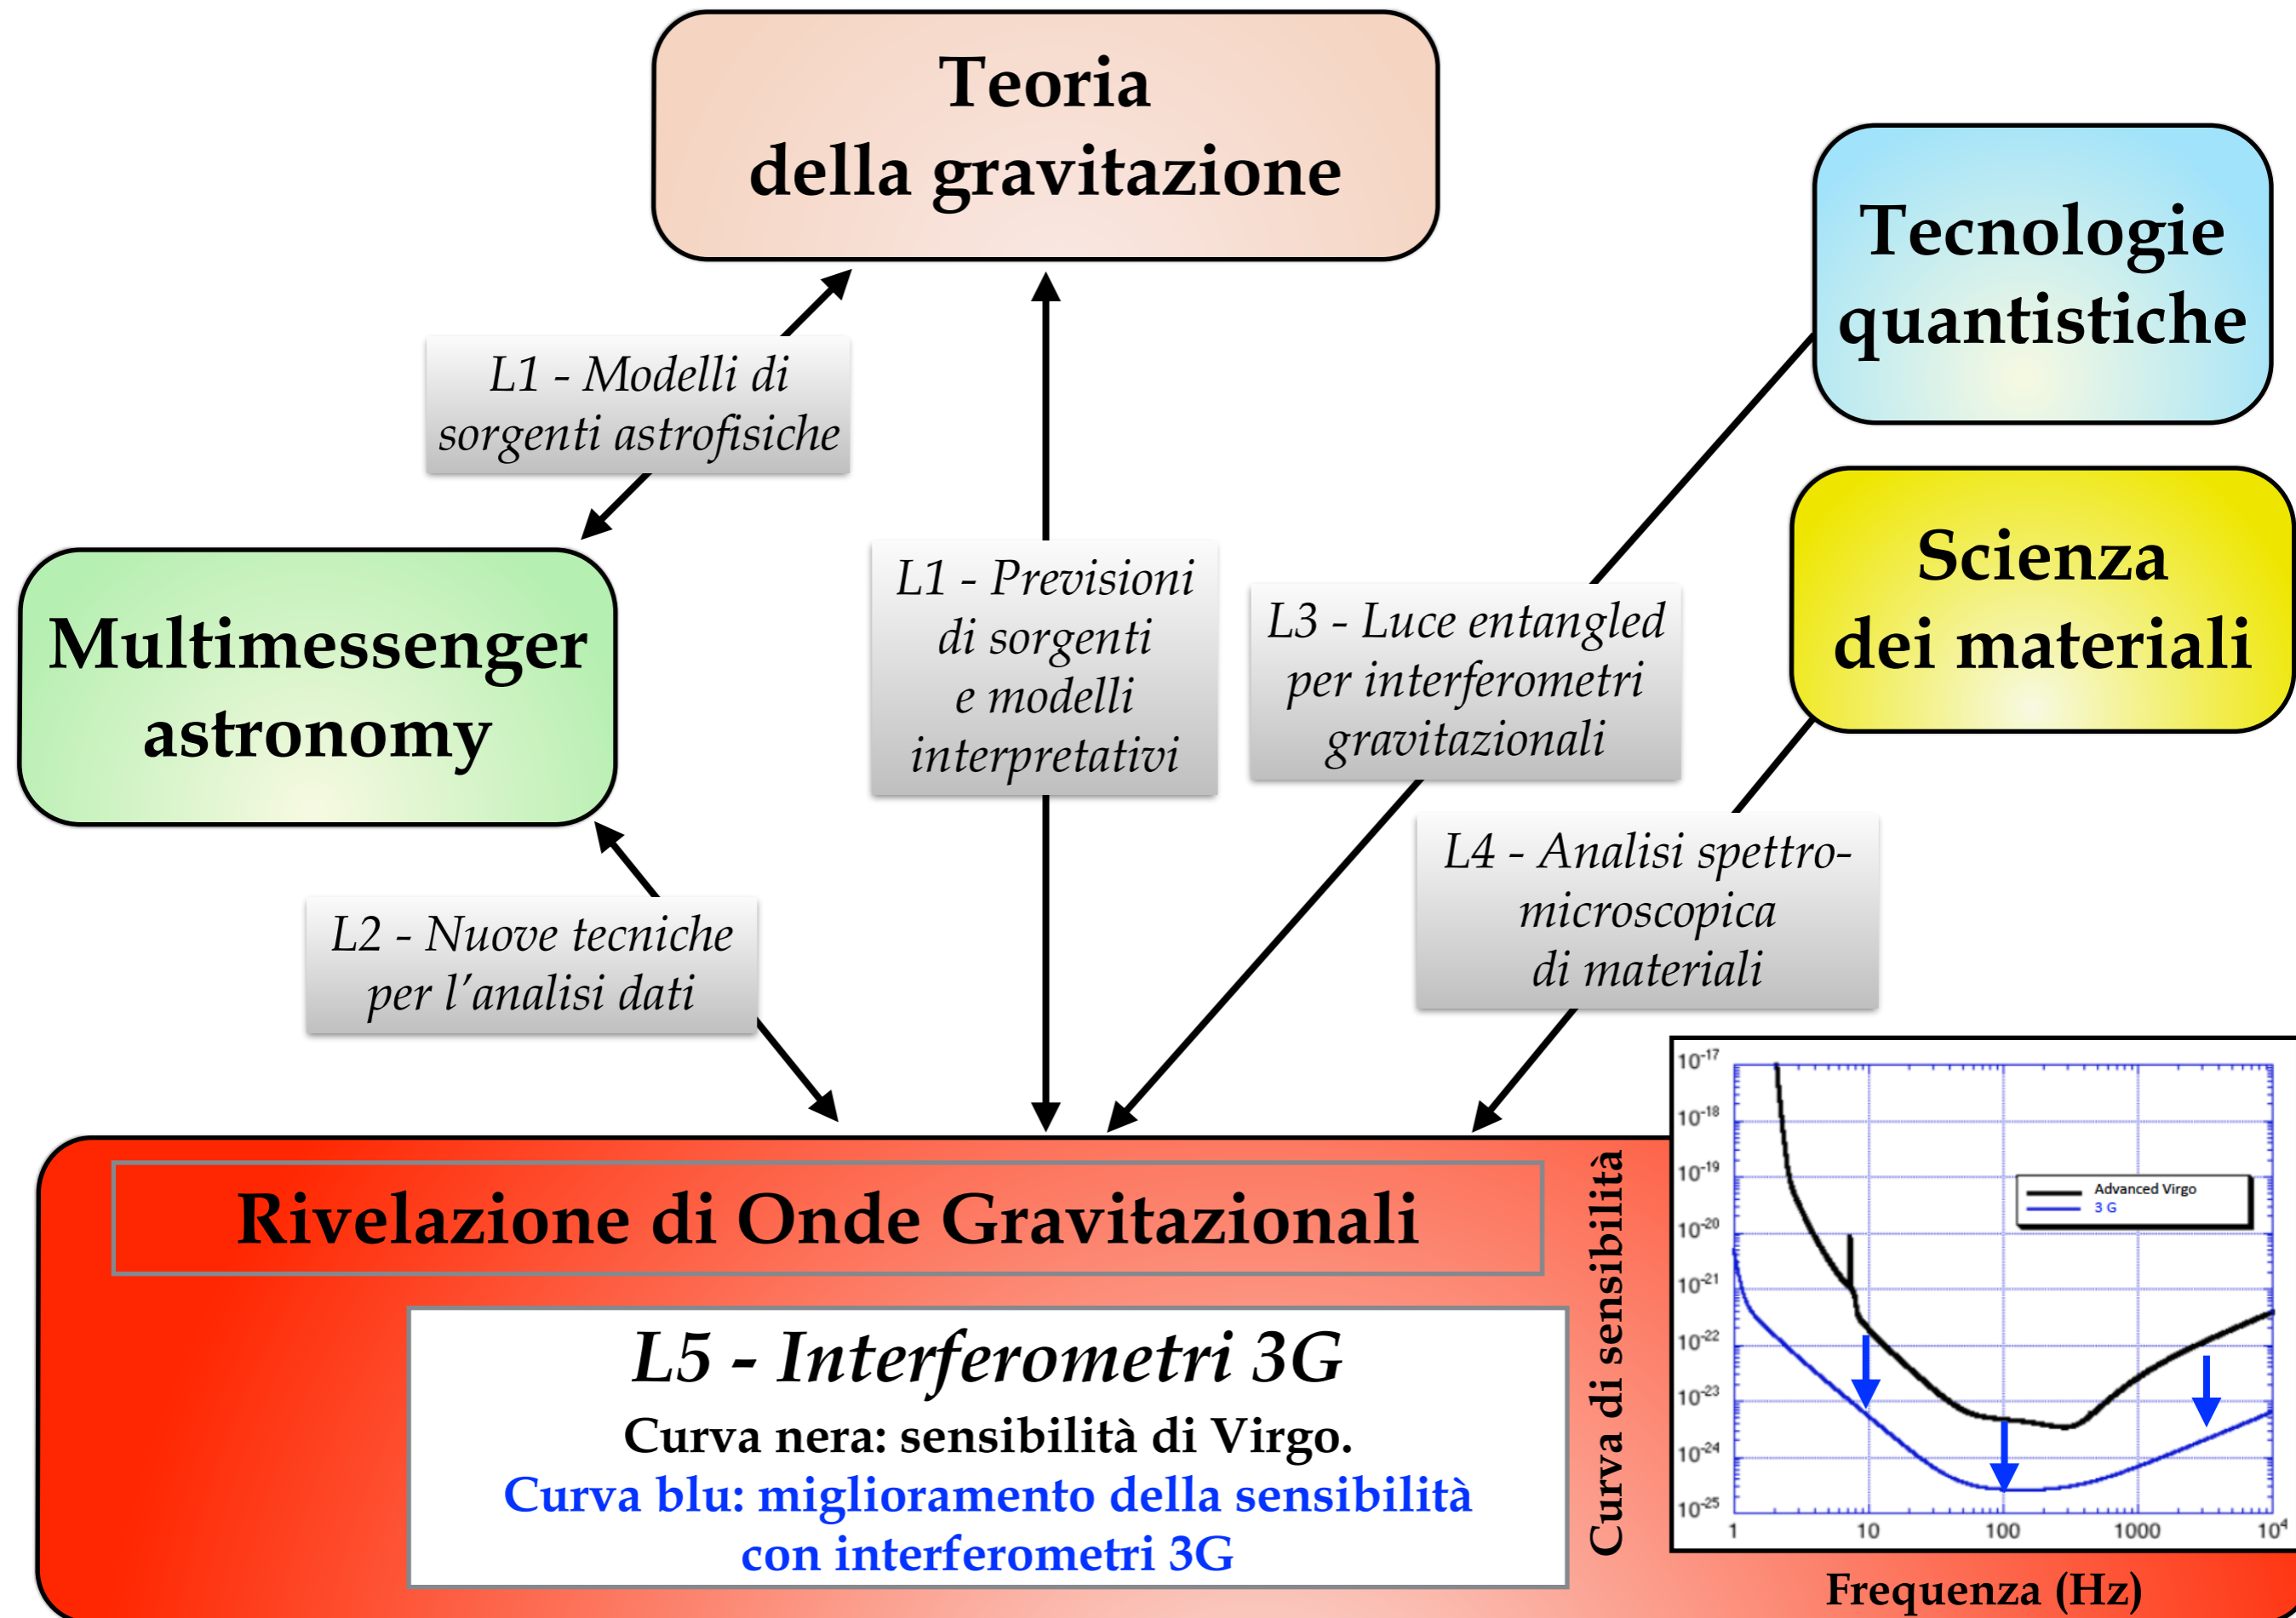 Teoria
della gravitazione
Tecnologie
quantistiche
L1 - Modelli di
sorgenti astrofisiche
Scienza
dei materiali
Multimessenger
astronomy
L1 - Previsioni
di sorgenti
e modelli
interpretativi
L3 - Luce entangled
per interferometri
gravitazionali
L4 - Analisi spettro-
microscopica
di materiali
L2 - Nuove tecniche
per l'analisi dati
Rivelazione di Onde Gravitazionali
L5 - Interferometri 3G
Curva nera: sensibilità di Virgo.
Curva blu: miglioramento della sensibilità
con interferometri 3G
Curva di sensibilità
10⁻¹⁷
10⁻¹⁸
10⁻¹⁹
10⁻²⁰
10⁻²¹
10⁻²²
10⁻²³
10⁻²⁴
10⁻²⁵
Advanced Virgo
3 G
1 10 100 1000 10⁴
Frequenza (Hz)